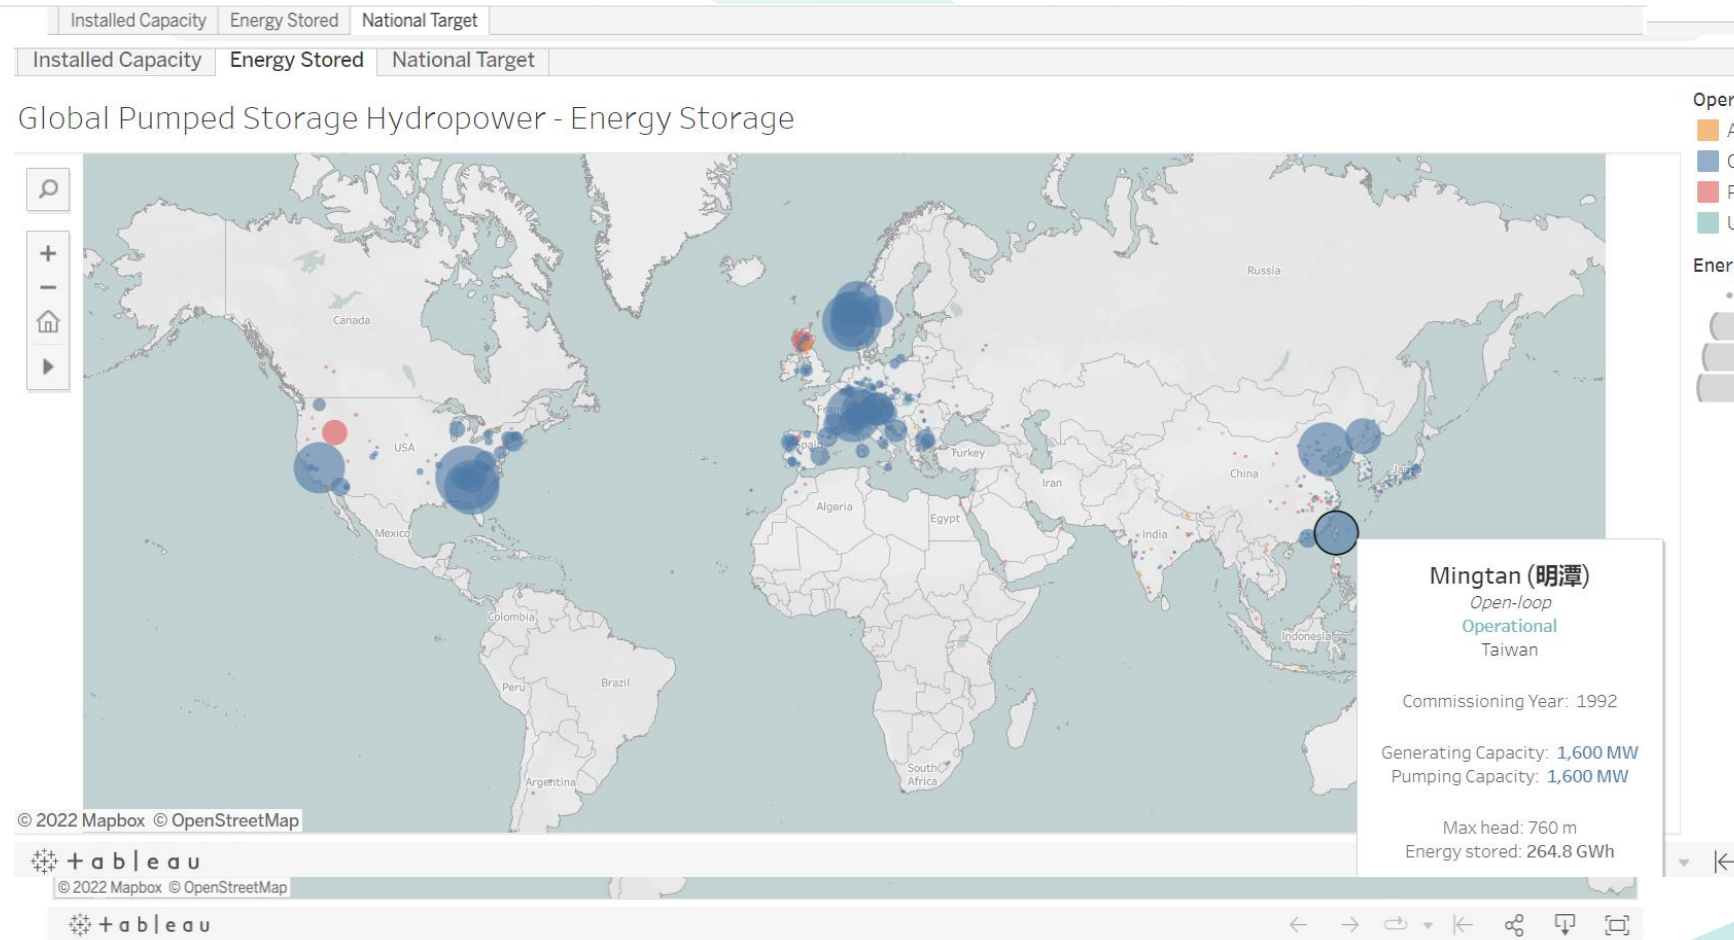 Installed Capacity Energy Stored National Target
Installed Capacity Energy Stored National Target
Global Pumped Storage Hydropower - Energy Storage
Oper
A
Ener
Russia
Canada
USA
Mexico
Turkey
Iran
China
Algeria
Egypt
India
Colombia
Peru
Brazil
Argentina
South
Africa
Indonesia
Mingtan (明潭)
Open-loop
Operational
Taiwan
Commissioning Year: 1992
Generating Capacity: 1,600 MW
Pumping Capacity: 1,600 MW
Max head: 760 m
Energy stored: 264.8 GWh
© 2022 Mapbox © OpenStreetMap
+ a b l e a u
© 2022 Mapbox © OpenStreetMap
+ a b l e a u